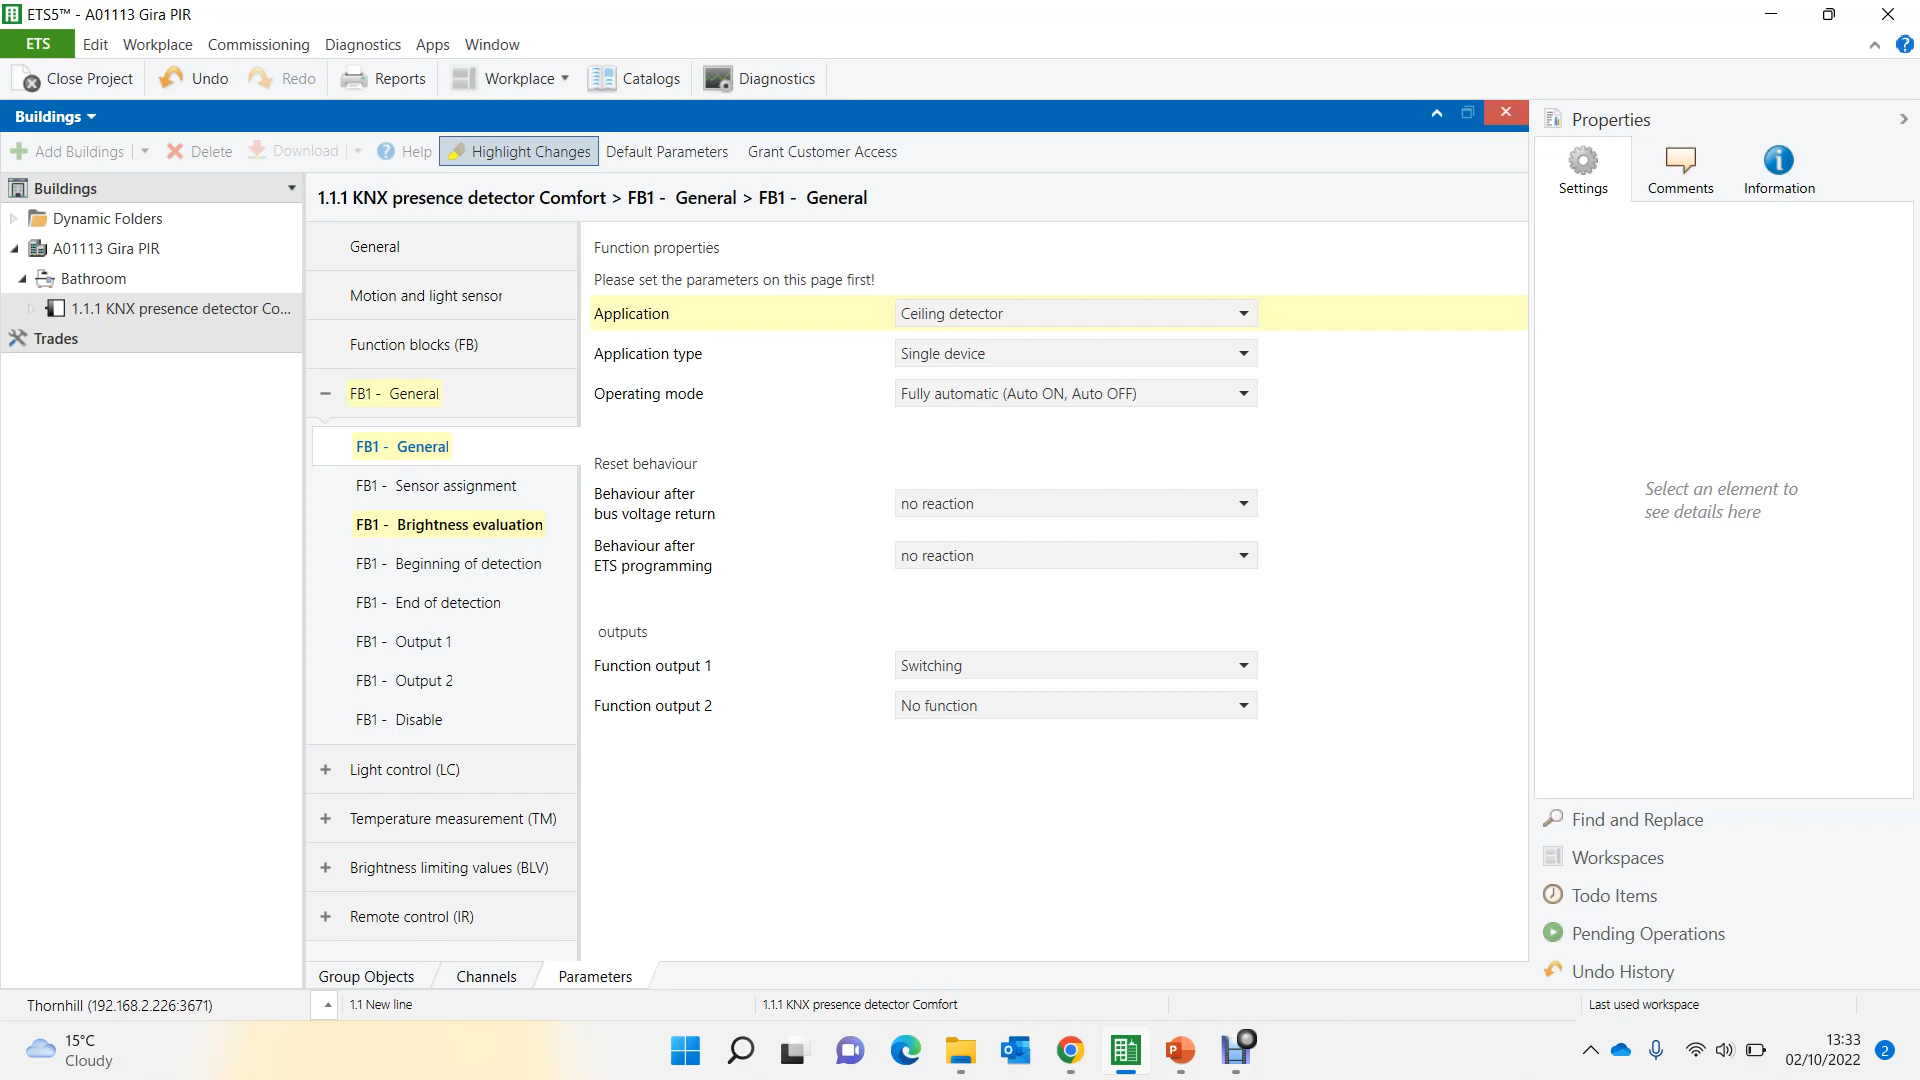 ETS5™ - A01113 Gira PIR
ETS Edit Workplace Commissioning Diagnostics Apps Window
Close Project Undo Redo Reports Workplace Catalogs Diagnostics
Buildings
Add Buildings Delete Download Help Highlight Changes Default Parameters Grant Customer Access
Buildings
Dynamic Folders
A01113 Gira PIR
Bathroom
1.1.1 KNX presence detector Co...
Trades
1.1.1 KNX presence detector Comfort > FB1 - General > FB1 - General
General
Motion and light sensor
Function blocks (FB)
FB1 - General
FB1 - General
FB1 - Sensor assignment
FB1 - Brightness evaluation
FB1 - Beginning of detection
FB1 - End of detection
FB1 - Output 1
FB1 - Output 2
FB1 - Disable
Light control (LC)
Temperature measurement (TM)
Brightness limiting values (BLV)
Remote control (IR)
Function properties
Please set the parameters on this page first!
Application Ceiling detector
Application type Single device
Operating mode Fully automatic (Auto ON, Auto OFF)
Reset behaviour
Behaviour after
bus voltage return no reaction
Behaviour after
ETS programming no reaction
outputs
Function output 1 Switching
Function output 2 No function
Group Objects Channels Parameters
Properties
Settings Comments Information
Select an element to
see details here
Find and Replace
Workspaces
Todo Items
Pending Operations
Undo History
Thornhill (192.168.2.226:3671) 1.1 New line 1.1.1 KNX presence detector Comfort Last used workspace
15°C
Cloudy
13:33
02/10/2022
2